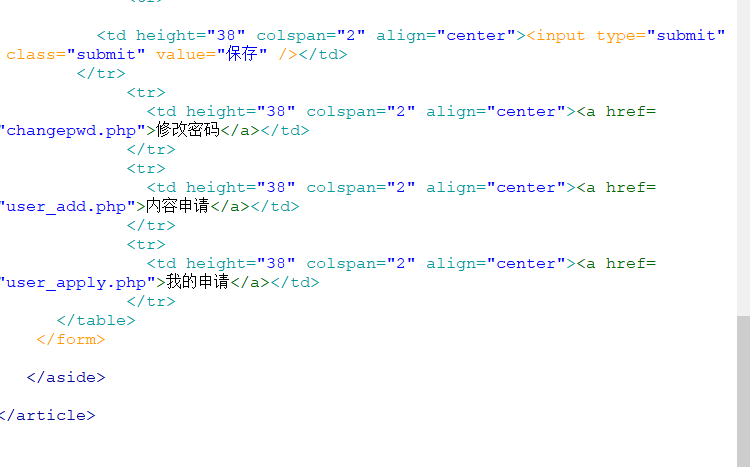 <td height="38" colspan="2" align="center"><input type="submit"
class="submit" value="保存" /></td>
</tr>
<tr>
<td height="38" colspan="2" align="center"><a href=
"changepwd.php">修改密码</a></td>
</tr>
<tr>
<td height="38" colspan="2" align="center"><a href=
"user_add.php">内容申请</a></td>
</tr>
<tr>
<td height="38" colspan="2" align="center"><a href=
"user_apply.php">我的申请</a></td>
</tr>
</table>
</form>
</aside>
</article>